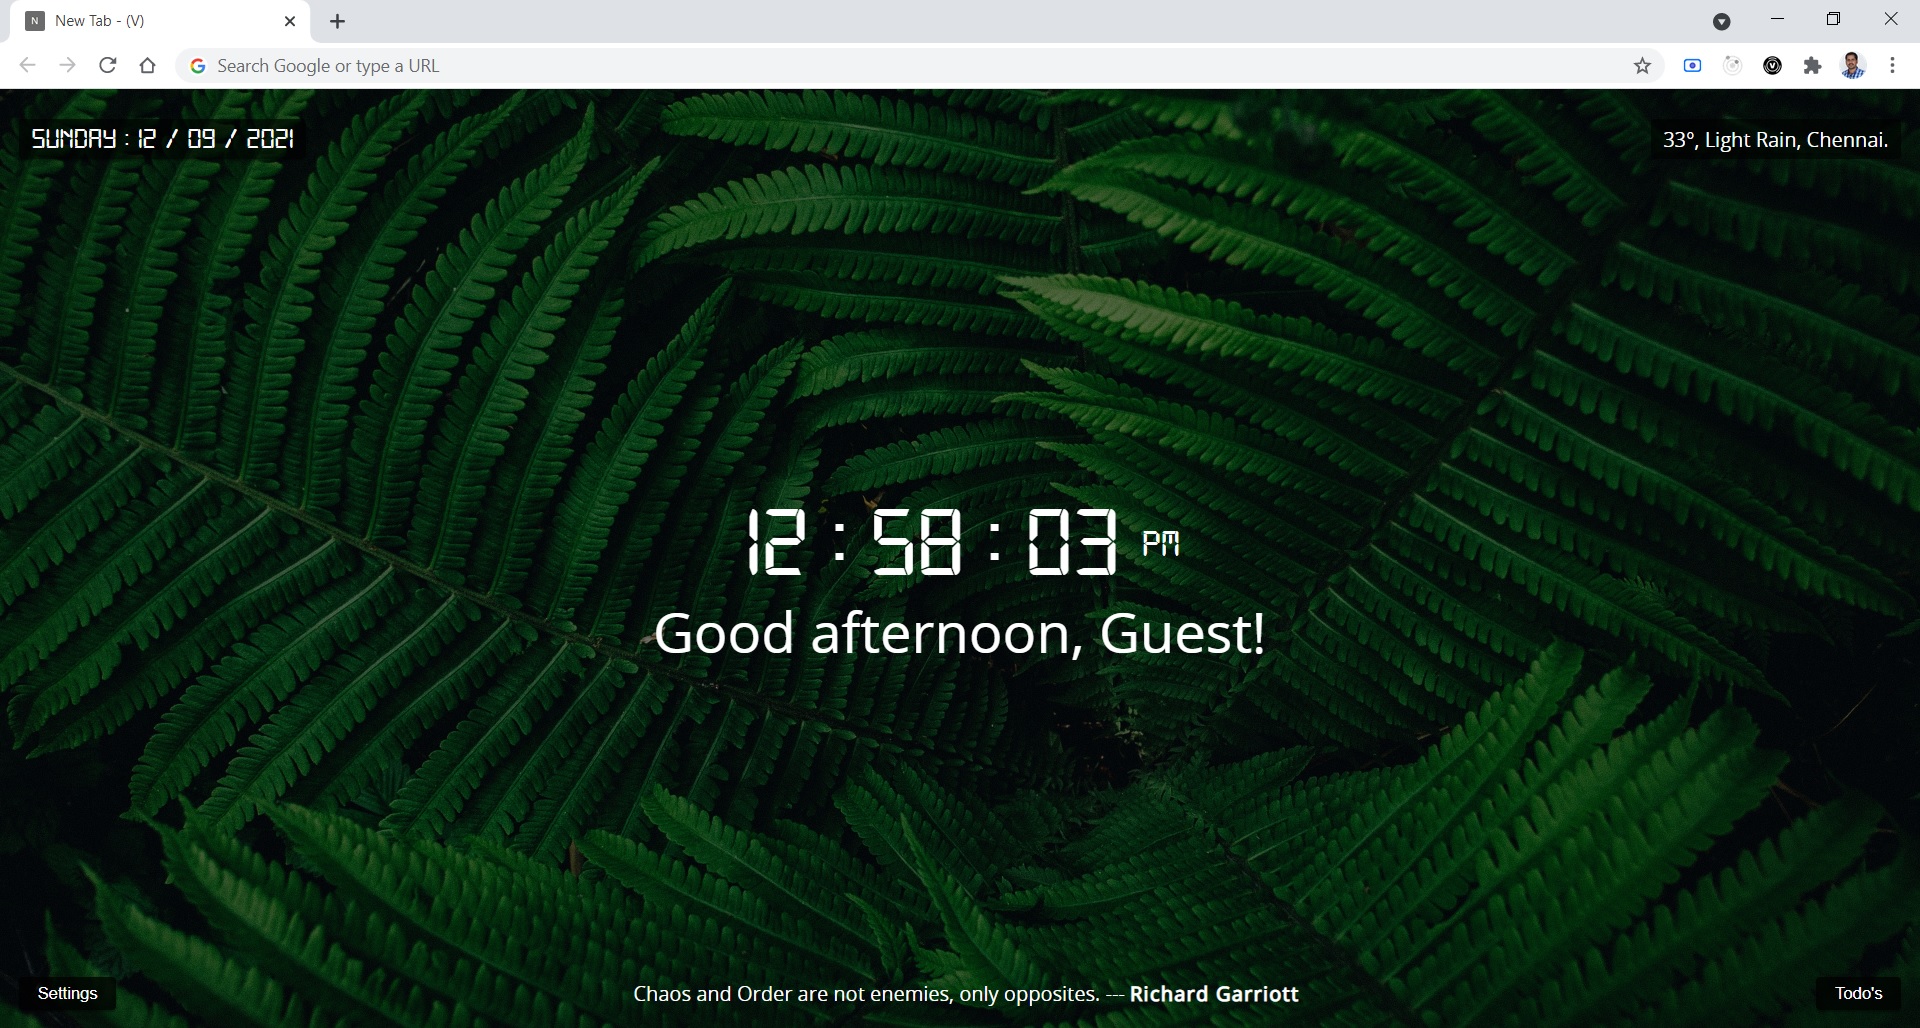 N New Tab - (V)
Search Google or type a URL
SUNDAY : 12 / 09 / 2021
33°, Light Rain, Chennai.
12 : 58 : 03 PM
Good afternoon, Guest!
Settings
Chaos and Order are not enemies, only opposites. --- Richard Garriott
Todo's